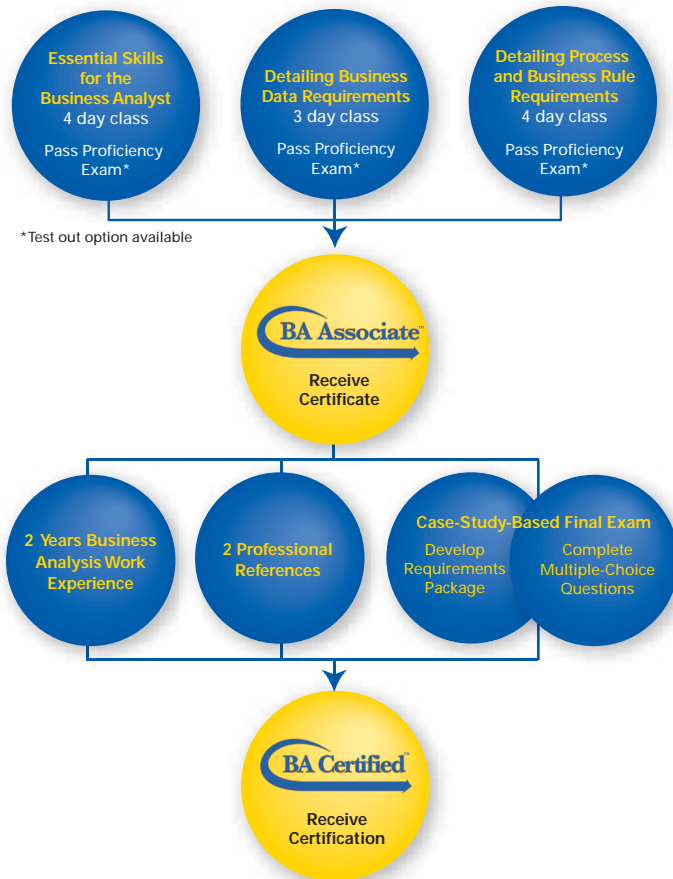 Essential Skills
for the
Business Analyst
4 day class
Pass Proficiency
Exam*
Detailing Business
Data Requirements
3 day class
Pass Proficiency
Exam*
Detailing Process
and Business Rule
Requirements
4 day class
Pass Proficiency
Exam*
*Test out option available
BA Associate™
Receive
Certificate
2 Years Business
Analysis Work
Experience
2 Professional
References
Case-Study-Based Final Exam
Develop
Requirements
Package
Complete
Multiple-Choice
Questions
BA Certified™
Receive
Certification